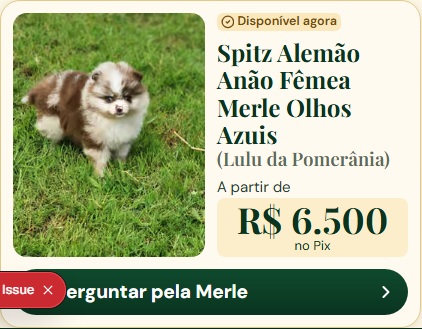 Disponível agora
Spitz Alemão
Anão Fêmea
Merle Olhos
Azuis
(Lulu da Pomerânia)
A partir de
R$ 6.500
no Pix
Issue
erguntar pela Merle